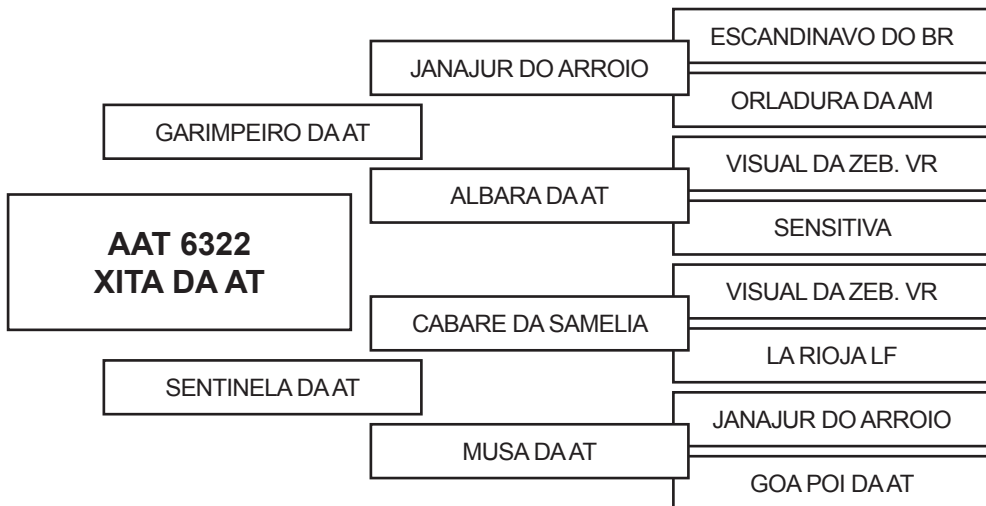 ESCANDINAVO DO BR
JANAJUR DO ARROIO
ORLADURA DA AM
GARIMPEIRO DA AT
VISUAL DA ZEB. VR
ALBARA DA AT
SENSITIVA
AAT 6322
XITA DA AT
VISUAL DA ZEB. VR
CABARE DA SAMELIA
LA RIOJA LF
SENTINELA DA AT
JANAJUR DO ARROIO
MUSA DA AT
GOA POI DA AT